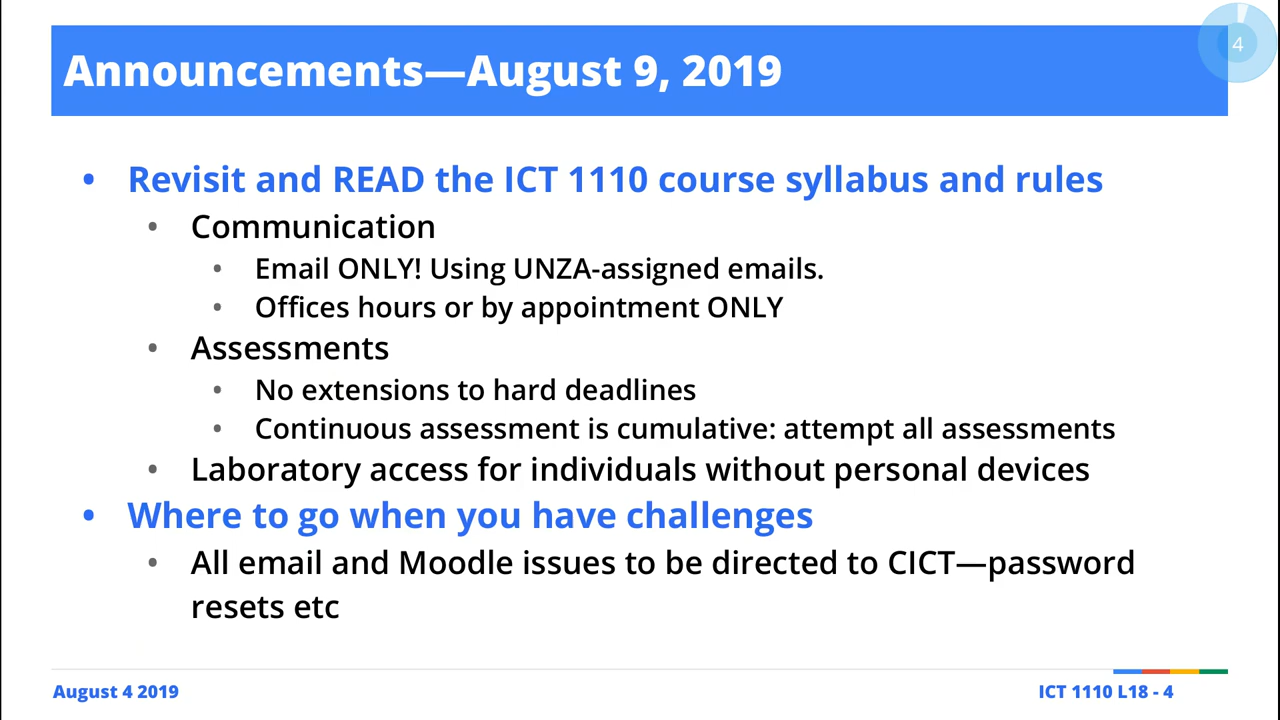 Announcements—August 9, 2019
4
• Revisit and READ the ICT 1110 course syllabus and rules
• Communication
• Email ONLY! Using UNZA-assigned emails.
• Offices hours or by appointment ONLY
• Assessments
• No extensions to hard deadlines
• Continuous assessment is cumulative: attempt all assessments
• Laboratory access for individuals without personal devices
• Where to go when you have challenges
• All email and Moodle issues to be directed to CICT—password
resets etc
August 4 2019
ICT 1110 L18 - 4